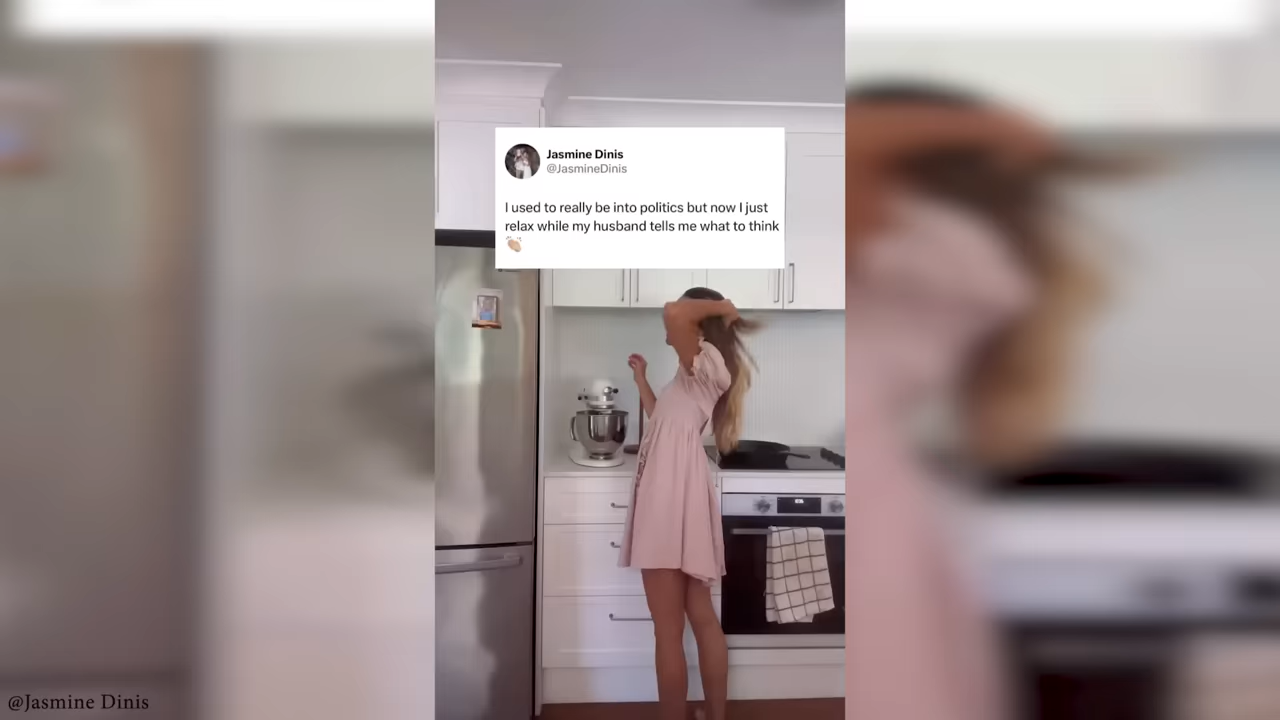 Jasmine Dinis
@JasmineDinis
I used to really be into politics but now I just
relax while my husband tells me what to think
👏🏼
@Jasmine Dinis